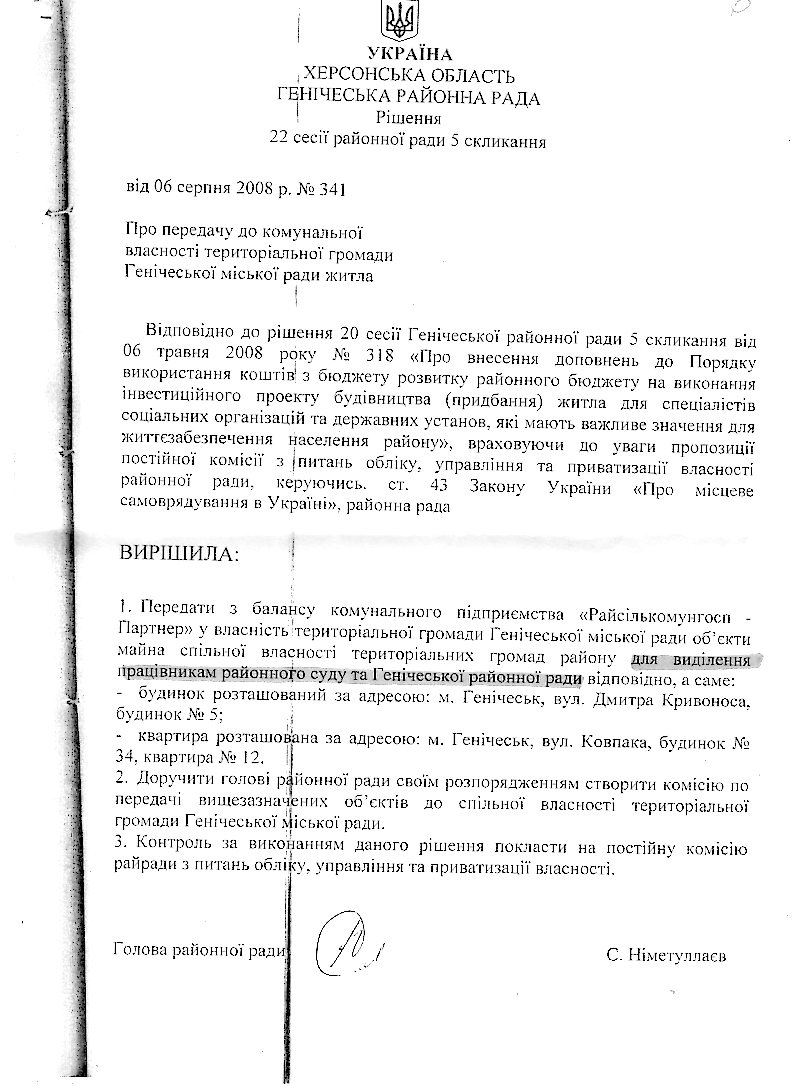 УКРАЇНА
ХЕРСОНСЬКА ОБЛАСТЬ
ГЕНІЧЕСЬКА РАЙОННА РАДА
Рішення
22 сесії районної ради 5 скликання
від 06 серпня 2008 р. № 341
Про передачу до комунальної
власності територіальної громади
Генічеської міської ради житла
Відповідно до рішення 20 сесії Генічеської районної ради 5 скликання від
06 травня 2008 року № 318 «Про внесення доповнень до Порядку
використання коштів з бюджету розвитку районного бюджету на виконання
інвестиційного проекту будівництва (придбання) житла для спеціалістів
соціальних організацій та державних установ, які мають важливе значення для
життєзабезпечення населення району», враховуючи до уваги пропозиції
постійної комісії з питань обліку, управління та приватизації власності
районної ради, керуючись. ст. 43 Закону України «Про місцеве
самоврядування в Україні», районна рада
ВИРІШИЛА:
1. Передати з балансу комунального підприємства «Райсількомунгосп -
Партнер» у власність територіальної громади Генічеської міської ради об’єкти
майна спільної власності територіальних громад району для виділення
працівникам районного суду та Генічеської районної ради відповідно, а саме:
- будинок розташований за адресою: м. Генічеськ, вул. Дмитра Кривоноса,
будинок № 5;
- квартира розташована за адресою: м. Генічеськ, вул. Ковпака, будинок №
34, квартира № 12.
2. Доручити голові районної ради своїм розпорядженням створити комісію по
передачі вищезазначених об’єктів до спільної власності територіальної
громади Генічеської міської ради.
3. Контроль за виконанням даного рішення покласти на постійну комісію
райради з питань обліку, управління та приватизації власності.
Голова районної ради
С. Німетуллаєв